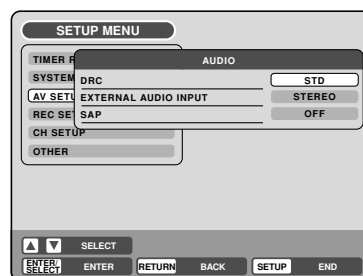 SETUP MENU
TIMER R
AUDIO
SYSTEM
DRC
STD
AV SETU
EXTERNAL AUDIO INPUT
STEREO
REC SET
SAP
OFF
CH SETUP
OTHER
SELECT
ENTER/
SELECT
ENTER
RETURN
BACK
SETUP
END